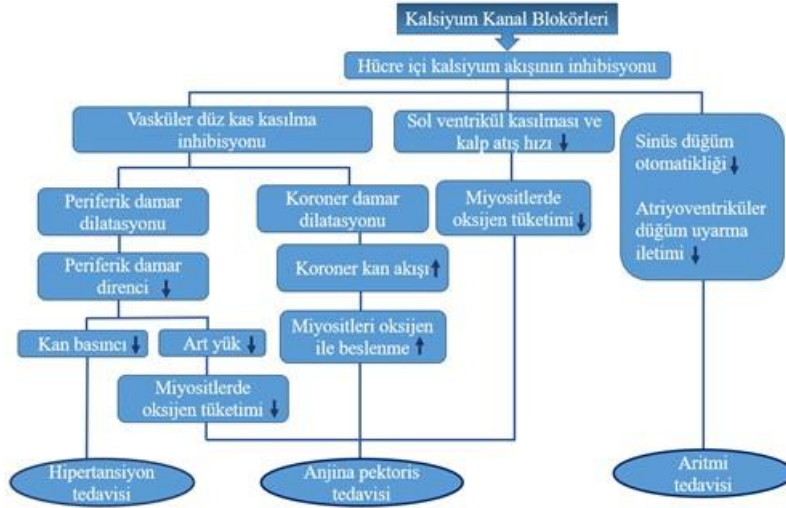 Kalsiyum Kanal Blokörleri
Hücre içi kalsiyum akışının inhibisyonu
Vasküler düz kas kasılma
inhibisyonu
Sol ventrikül kasılması ve
kalp atış hızı
Sinüs düğüm
otomatikliği
Atriyoventriküler
düğüm uyarma
iletimi
Periferik damar
dilatasyonu
Koroner damar
dilatasyonu
Miyositlerde
oksijen tüketimi
Periferik damar
direnci
Koroner kan akışı
Kan basıncı
Art yük
Miyositleri oksijen
ile beslenme
Miyositlerde
oksijen tüketimi
Hipertansiyon
tedavisi
Anjina pektoris
tedavisi
Aritmi
tedavisi